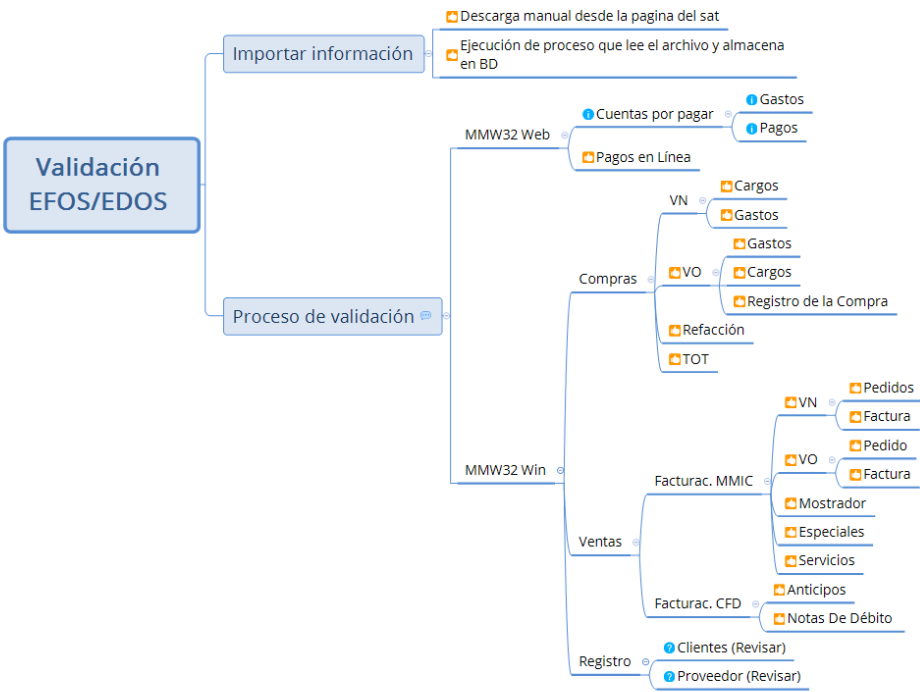 Validación
EFOS/EDOS
Importar información
Descarga manual desde la pagina del sat
Ejecución de proceso que lee el archivo y almacena
en BD
Proceso de validación
MMW32 Web
Cuentas por pagar
Gastos
Pagos
Pagos en Línea
MMW32 Win
Compras
VN
Cargos
Gastos
VO
Gastos
Cargos
Registro de la Compra
Refacción
TOT
Ventas
Facturac. MMIC
VN
Pedidos
Factura
VO
Pedido
Factura
Mostrador
Especiales
Servicios
Facturac. CFD
Anticipos
Notas De Débito
Registro
Clientes (Revisar)
Proveedor (Revisar)